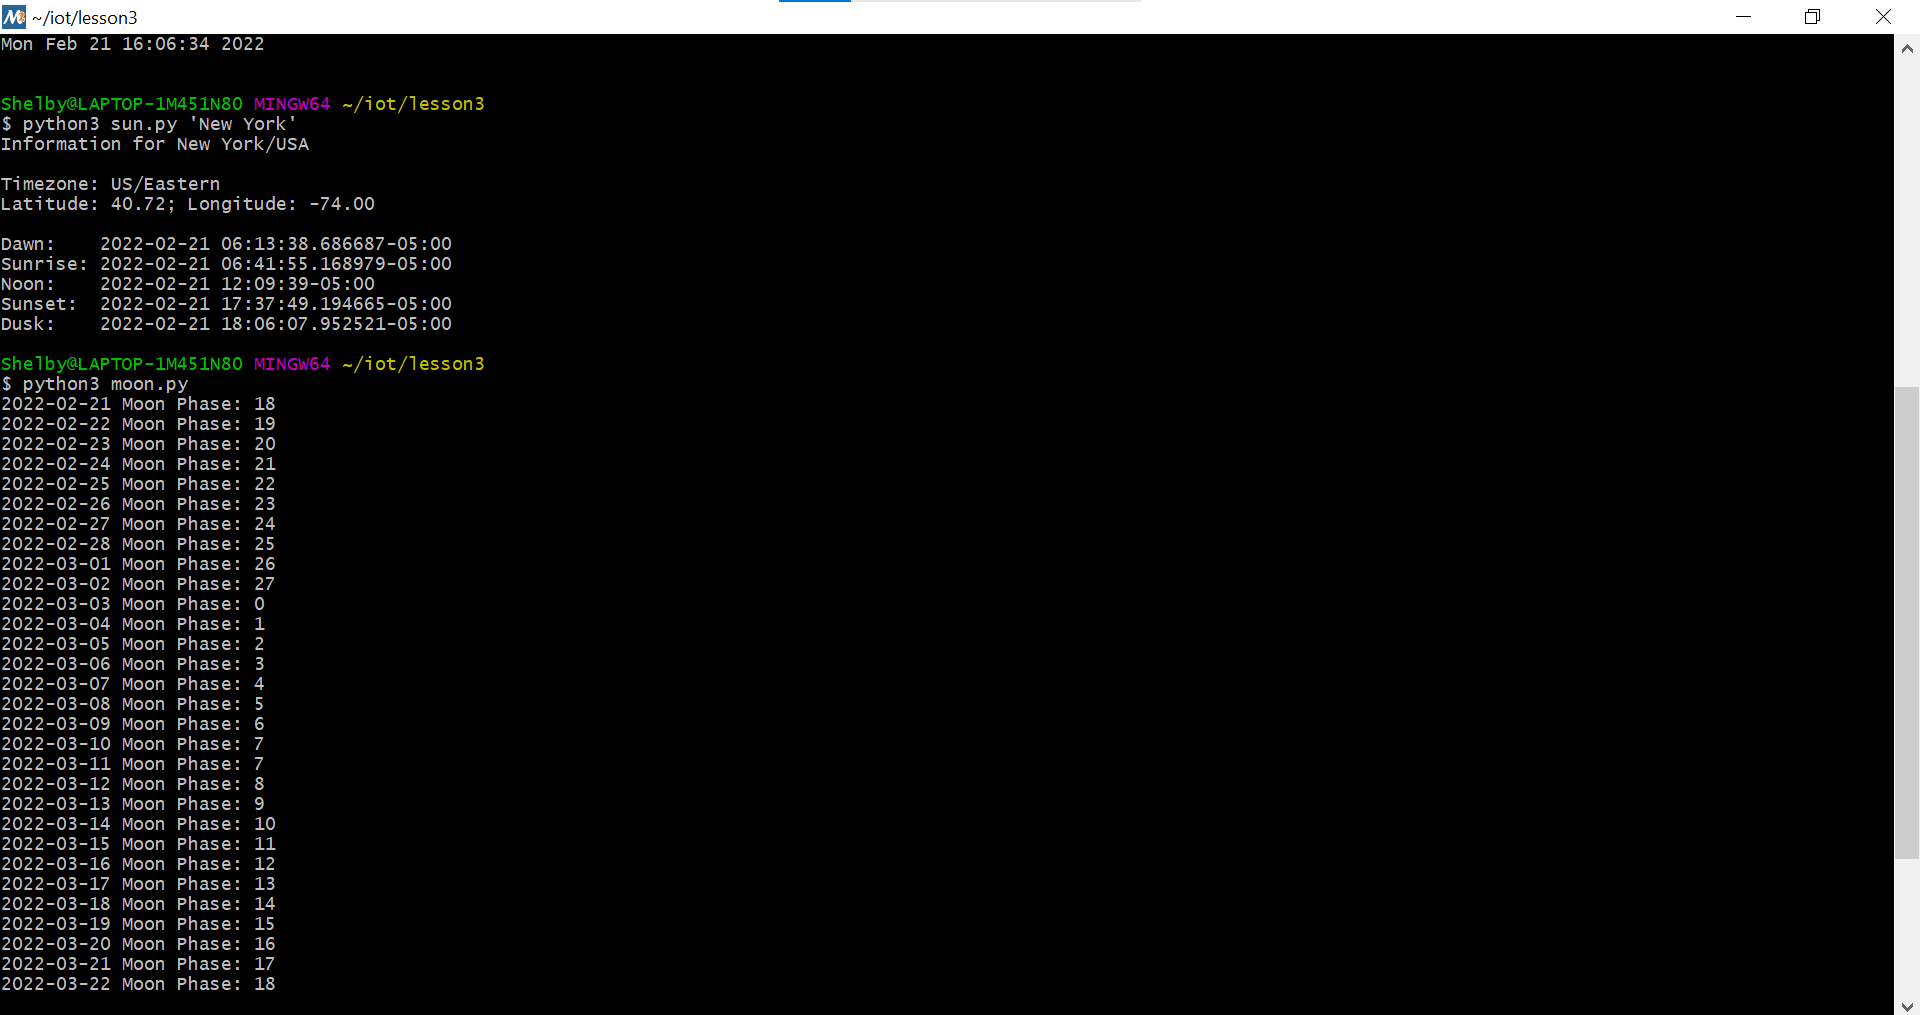 ~/iot/lesson3
Mon Feb 21 16:06:34 2022
Shelby@LAPTOP-1M451N80 MINGW64 ~/iot/lesson3
$ python3 sun.py 'New York'
Information for New York/USA
Timezone: US/Eastern
Latitude: 40.72; Longitude: -74.00
Dawn:    2022-02-21 06:13:38.686687-05:00
Sunrise: 2022-02-21 06:41:55.168979-05:00
Noon:    2022-02-21 12:09:39-05:00
Sunset:  2022-02-21 17:37:49.194665-05:00
Dusk:    2022-02-21 18:06:07.952521-05:00
Shelby@LAPTOP-1M451N80 MINGW64 ~/iot/lesson3
$ python3 moon.py
2022-02-21 Moon Phase: 18
2022-02-22 Moon Phase: 19
2022-02-23 Moon Phase: 20
2022-02-24 Moon Phase: 21
2022-02-25 Moon Phase: 22
2022-02-26 Moon Phase: 23
2022-02-27 Moon Phase: 24
2022-02-28 Moon Phase: 25
2022-03-01 Moon Phase: 26
2022-03-02 Moon Phase: 27
2022-03-03 Moon Phase: 0
2022-03-04 Moon Phase: 1
2022-03-05 Moon Phase: 2
2022-03-06 Moon Phase: 3
2022-03-07 Moon Phase: 4
2022-03-08 Moon Phase: 5
2022-03-09 Moon Phase: 6
2022-03-10 Moon Phase: 7
2022-03-11 Moon Phase: 7
2022-03-12 Moon Phase: 8
2022-03-13 Moon Phase: 9
2022-03-14 Moon Phase: 10
2022-03-15 Moon Phase: 11
2022-03-16 Moon Phase: 12
2022-03-17 Moon Phase: 13
2022-03-18 Moon Phase: 14
2022-03-19 Moon Phase: 15
2022-03-20 Moon Phase: 16
2022-03-21 Moon Phase: 17
2022-03-22 Moon Phase: 18